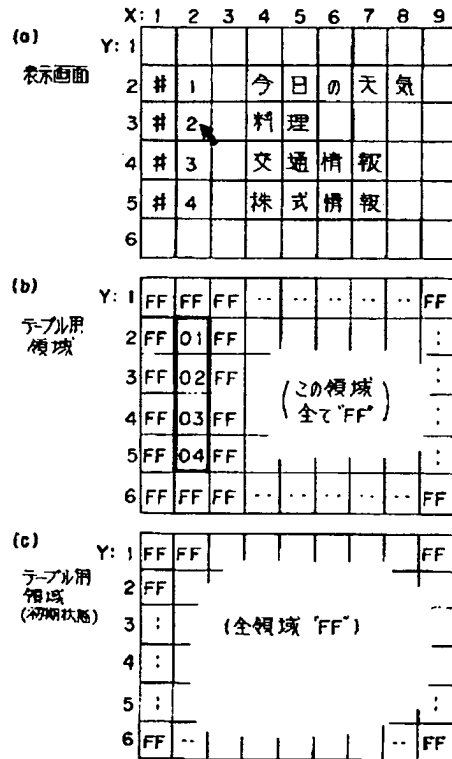 X: 1 2 3 4 5 6 7 8 9
(a)
Y: 1
表示画面
2 # 1 今日の天気
3 # 2 料理
4 # 3 交通情報
5 # 4 株式情報
6
(b)
Y: 1 FF FF FF ‥ ‥ ‥ ‥ ‥ FF
テーブル用
領域
2 FF 01 FF :
3 FF 02 FF (この領域 :
4 FF 03 FF 全て"FF") :
5 FF 04 FF :
6 FF FF FF ‥ ‥ ‥ ‥ ‥ FF
(c)
Y: 1 FF FF FF
テーブル用
領域
(初期状態)
2 FF
3 : (全領域"FF")
4 :
5 : :
6 FF ‥ ‥ FF